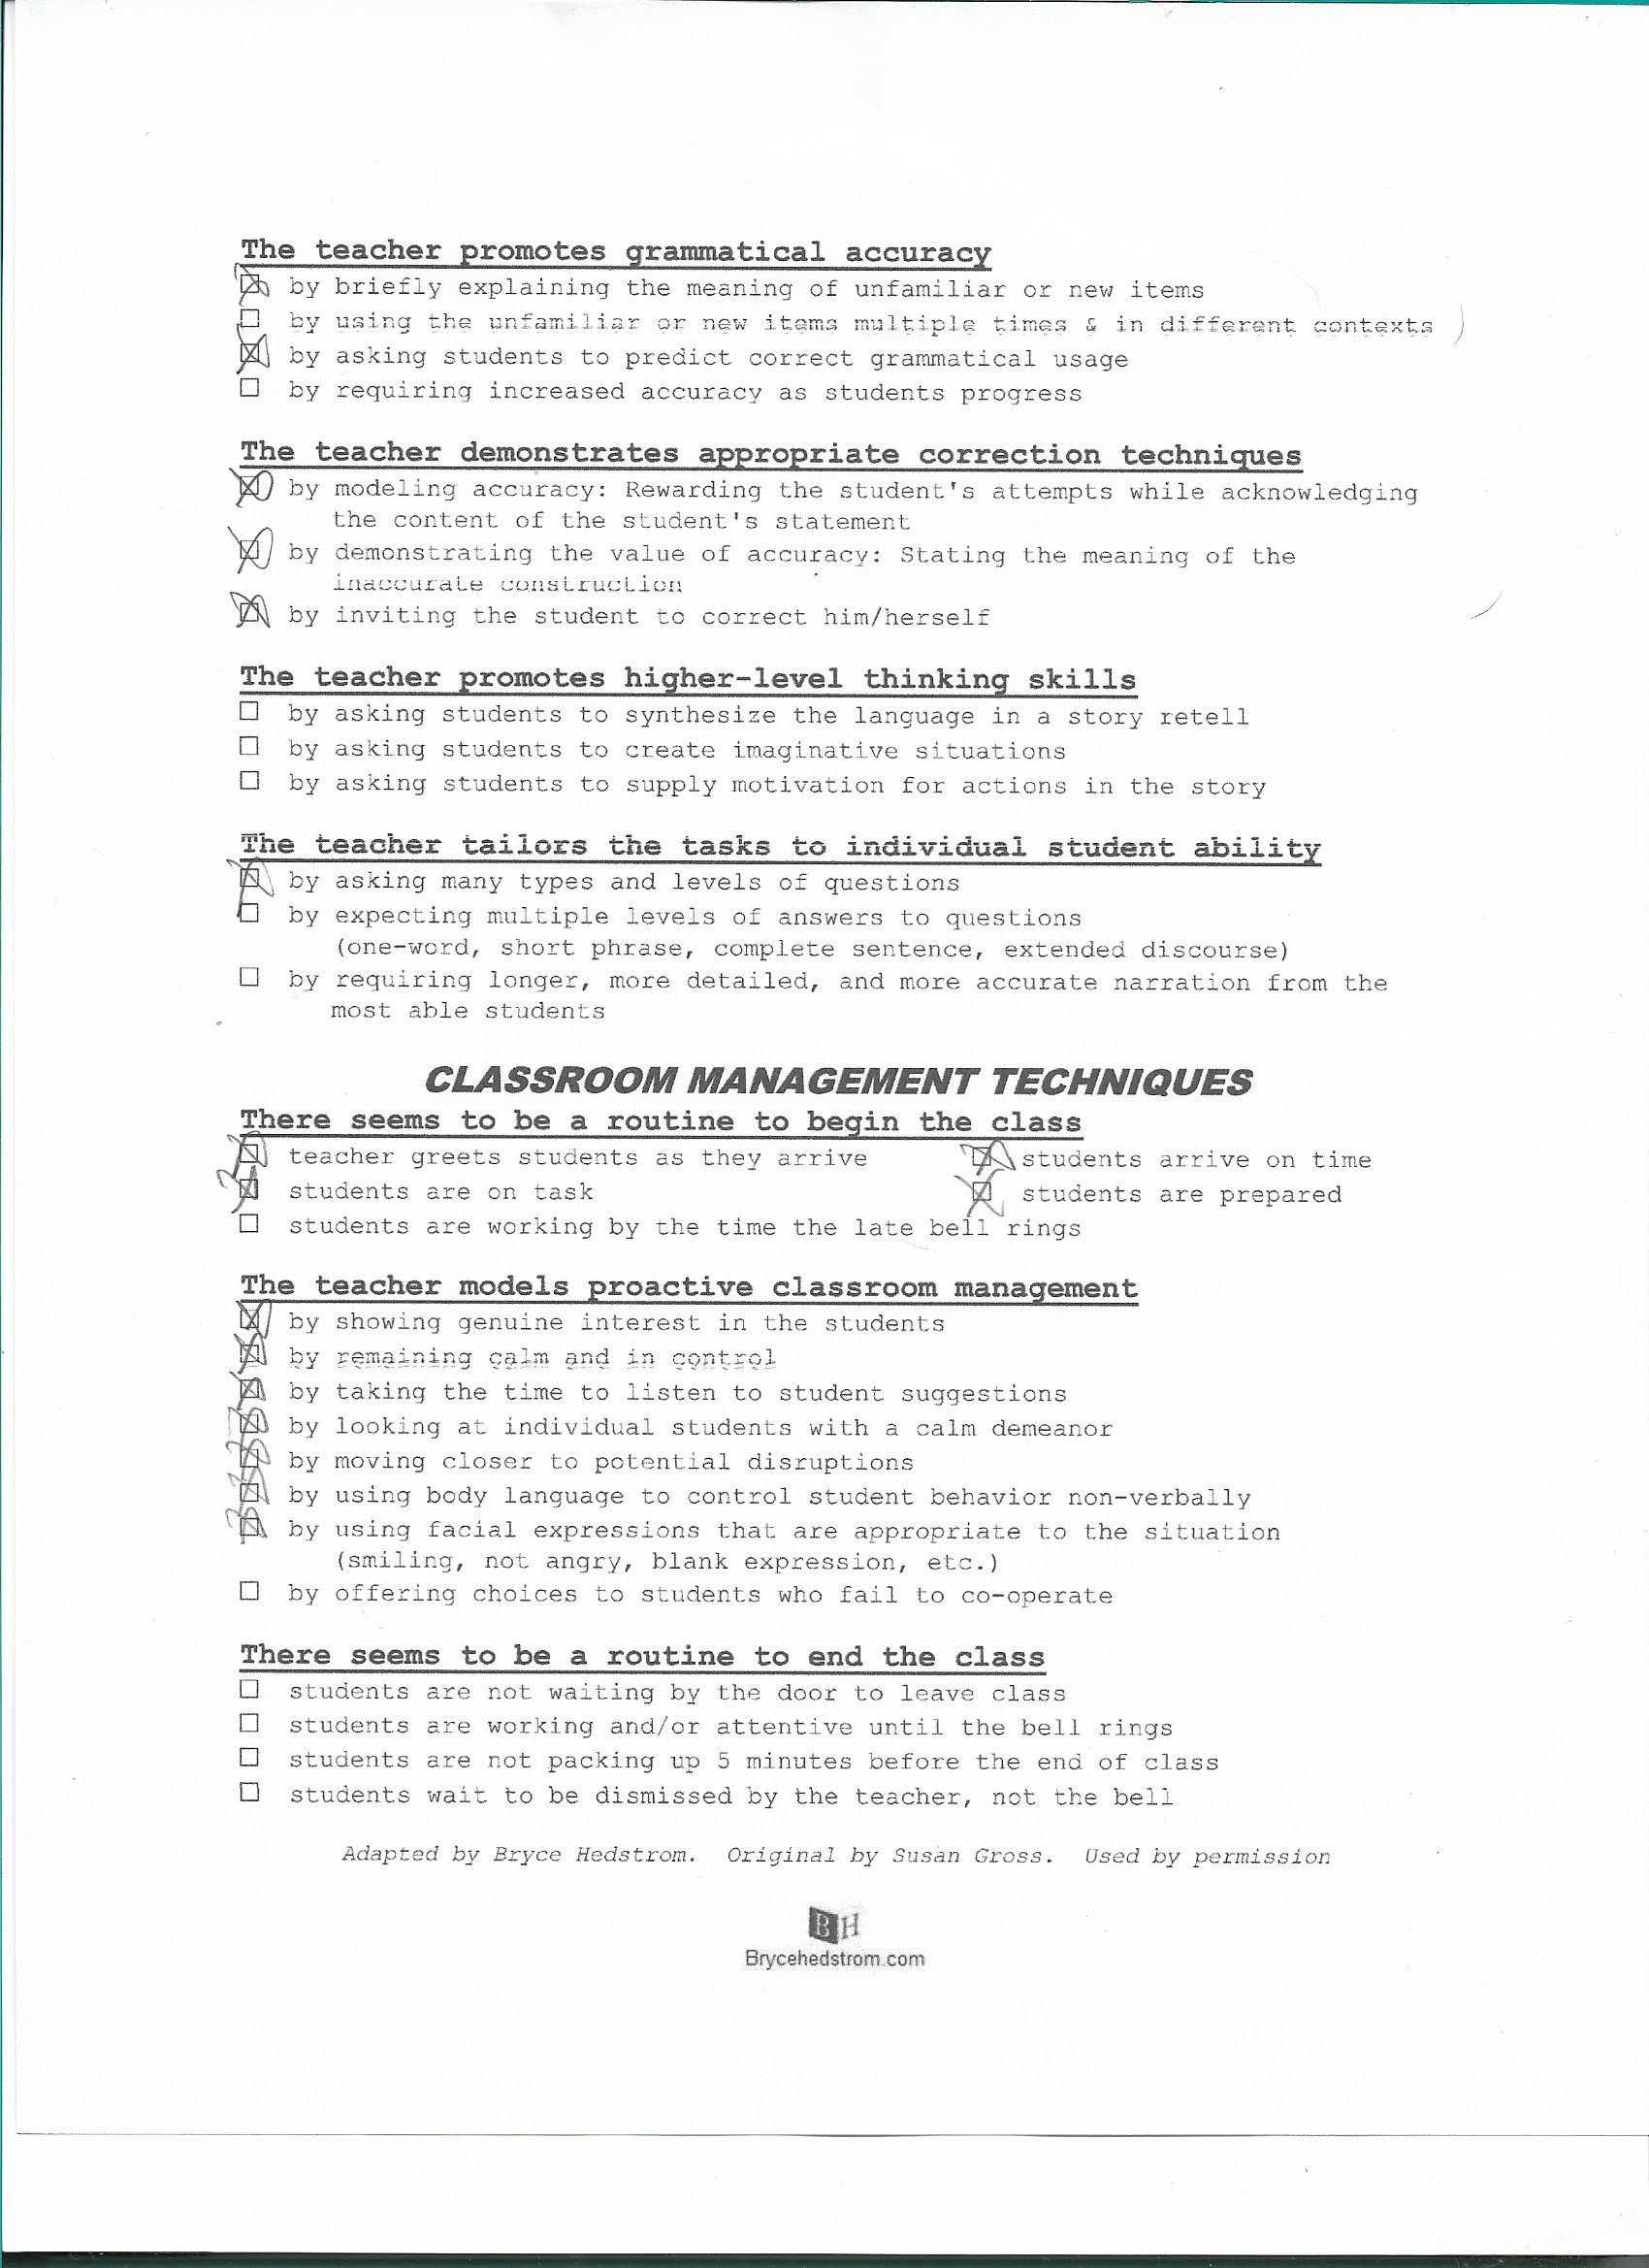 The teacher promotes grammatical accuracy
☒ by briefly explaining the meaning of unfamiliar or new items
☐ by using the unfamiliar or new items multiple times & in different contexts
☒ by asking students to predict correct grammatical usage
☐ by requiring increased accuracy as students progress
The teacher demonstrates appropriate correction techniques
☒ by modeling accuracy: Rewarding the student's attempts while acknowledging
the content of the student's statement
☒ by demonstrating the value of accuracy: Stating the meaning of the
inaccurate construction
☒ by inviting the student to correct him/herself
The teacher promotes higher-level thinking skills
☐ by asking students to synthesize the language in a story retell
☐ by asking students to create imaginative situations
☐ by asking students to supply motivation for actions in the story
The teacher tailors the tasks to individual student ability
☒ by asking many types and levels of questions
☐ by expecting multiple levels of answers to questions
(one-word, short phrase, complete sentence, extended discourse)
☐ by requiring longer, more detailed, and more accurate narration from the
most able students
CLASSROOM MANAGEMENT TECHNIQUES
There seems to be a routine to begin the class
☒ teacher greets students as they arrive ☒ students arrive on time
☒ students are on task ☒ students are prepared
☐ students are working by the time the late bell rings
The teacher models proactive classroom management
☒ by showing genuine interest in the students
☒ by remaining calm and in control
☒ by taking the time to listen to student suggestions
☒ by looking at individual students with a calm demeanor
☒ by moving closer to potential disruptions
☒ by using body language to control student behavior non-verbally
☒ by using facial expressions that are appropriate to the situation
(smiling, not angry, blank expression, etc.)
☐ by offering choices to students who fail to co-operate
There seems to be a routine to end the class
☐ students are not waiting by the door to leave class
☐ students are working and/or attentive until the bell rings
☐ students are not packing up 5 minutes before the end of class
☐ students wait to be dismissed by the teacher, not the bell
Adapted by Bryce Hedstrom. Original by Susan Gross. Used by permission
BH
Brycehedstrom.com